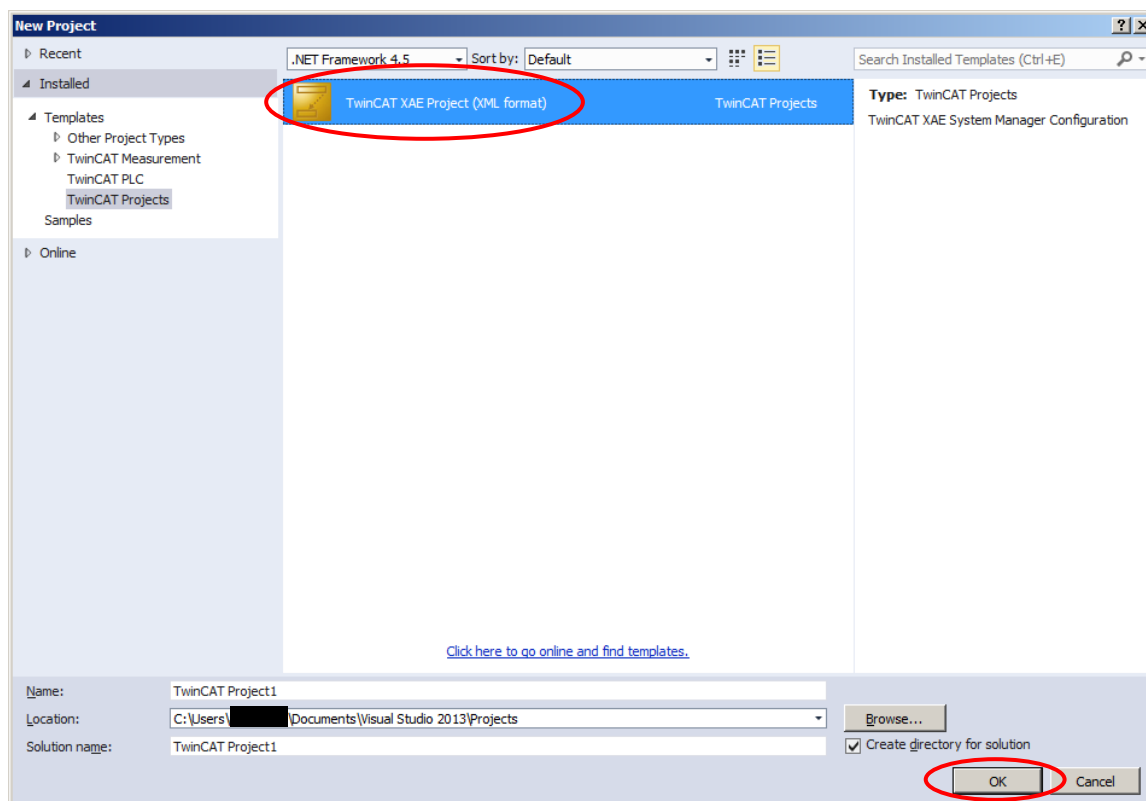 New Project
Recent
.NET Framework 4.5 Sort by: Default
Search Installed Templates (Ctrl+E)
Installed
Templates
Other Project Types
TwinCAT Measurement
TwinCAT PLC
TwinCAT Projects
Samples
Online
TwinCAT XAE Project (XML format) TwinCAT Projects
Type: TwinCAT Projects
TwinCAT XAE System Manager Configuration
Click here to go online and find templates.
Name: TwinCAT Project1
Location: C:\Users\ \Documents\Visual Studio 2013\Projects Browse...
Solution name: TwinCAT Project1 Create directory for solution
OK Cancel